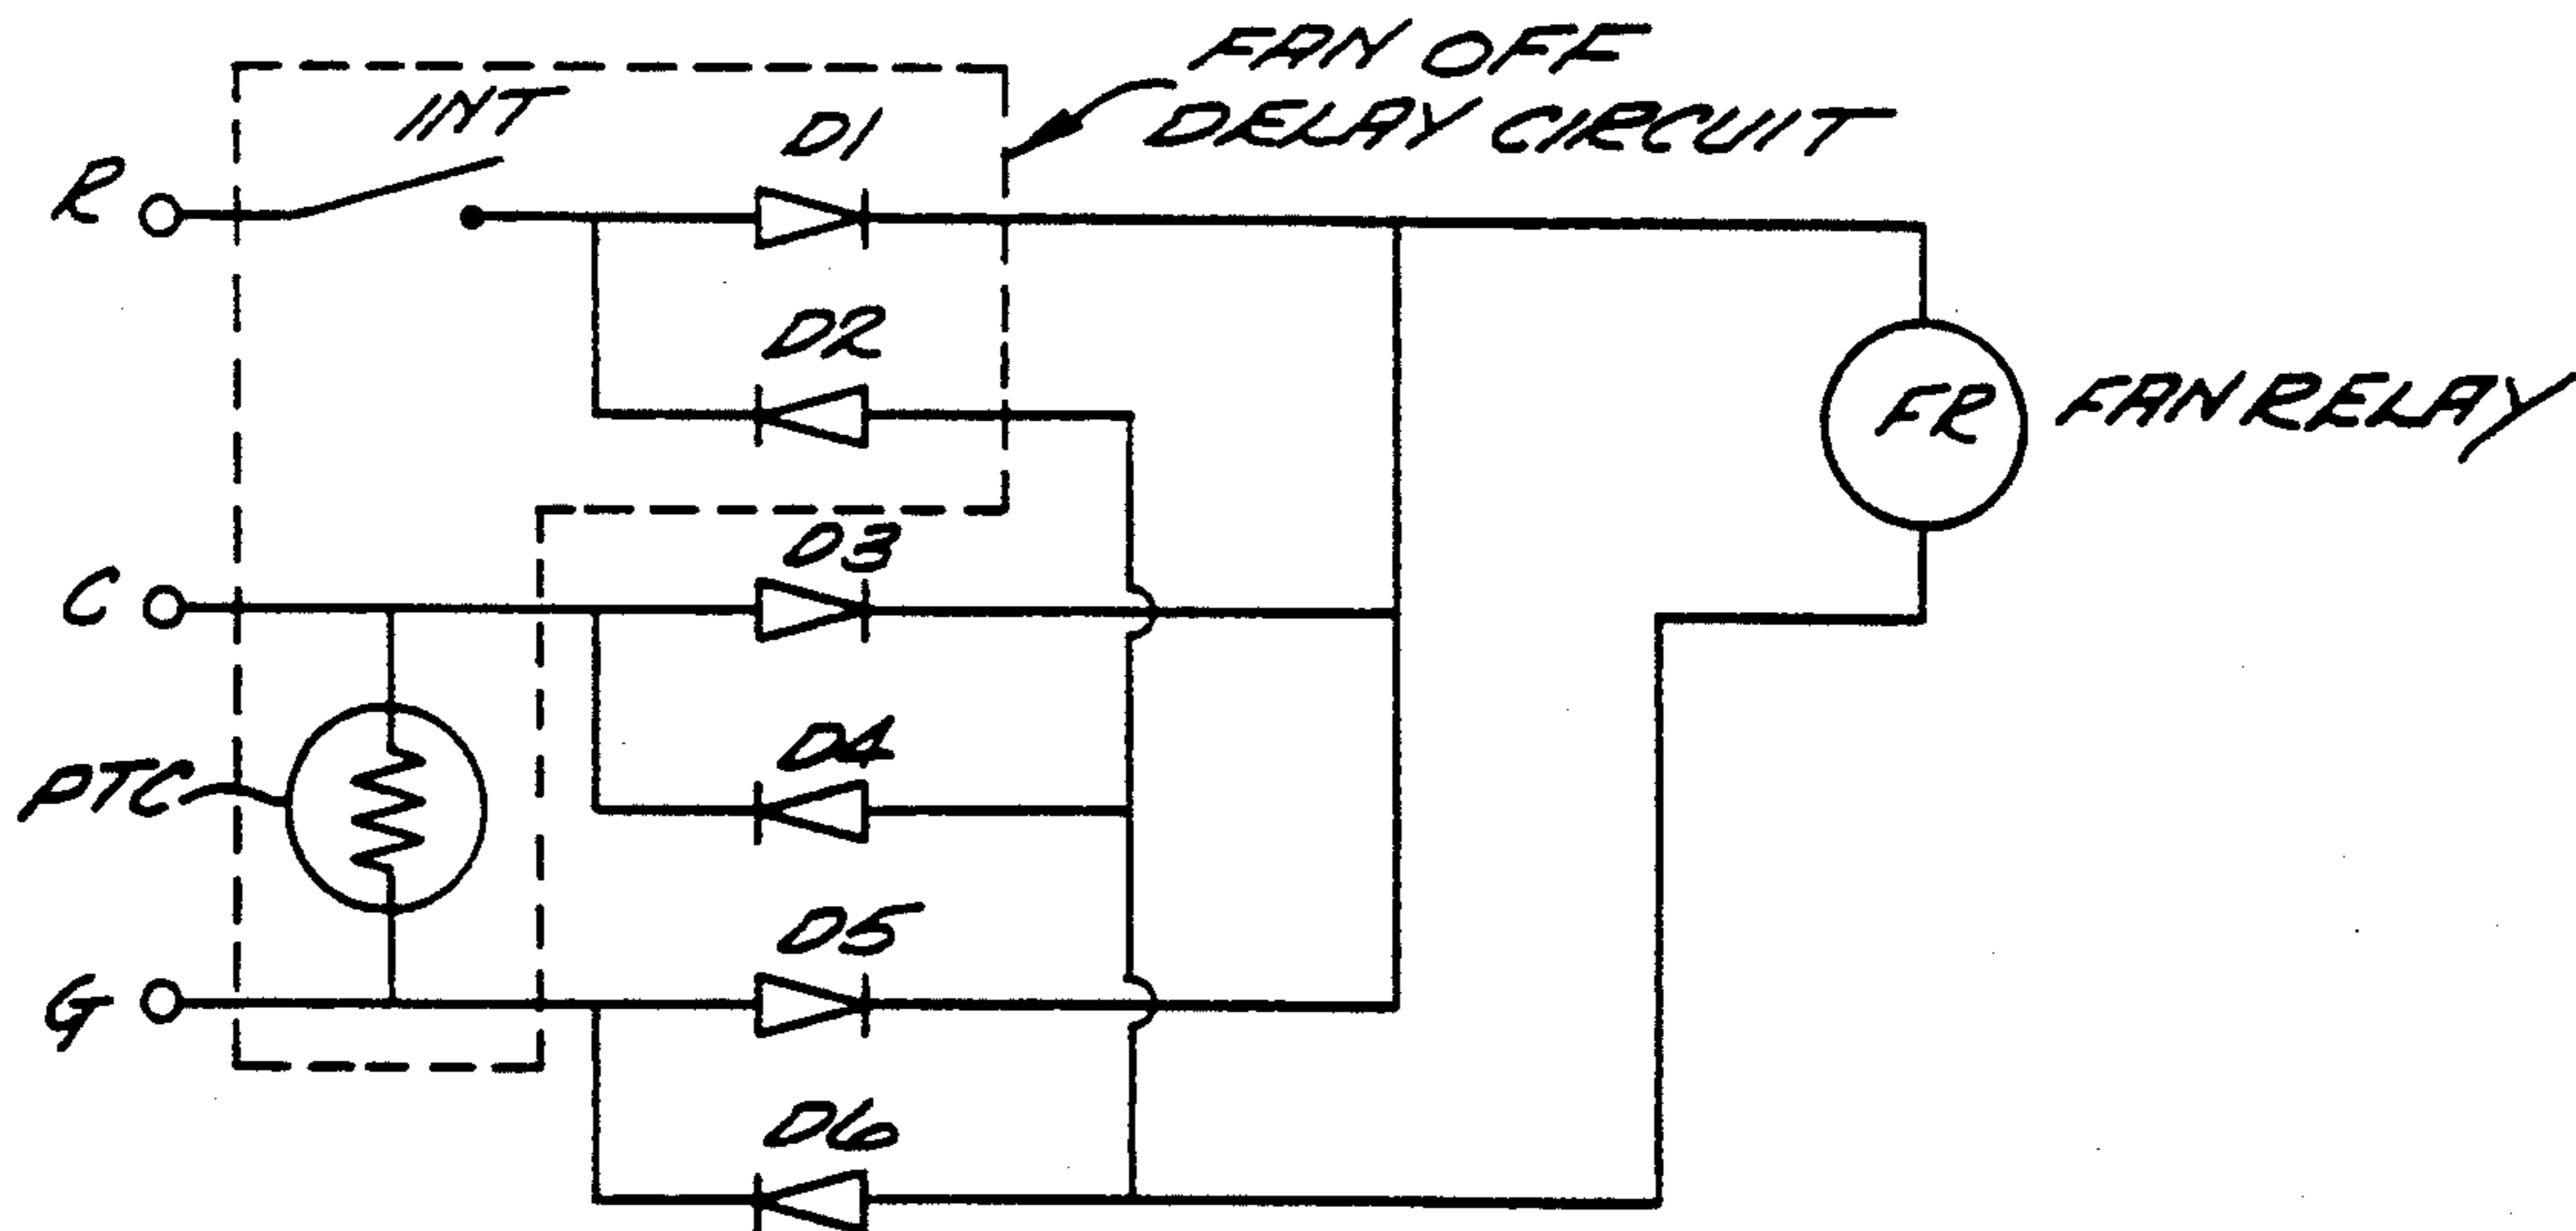 FAN OFF
DELAY CIRCUIT
INT
D1
R
D2
FR
FAN RELAY
D3
C
D4
PTC
D5
G
D6